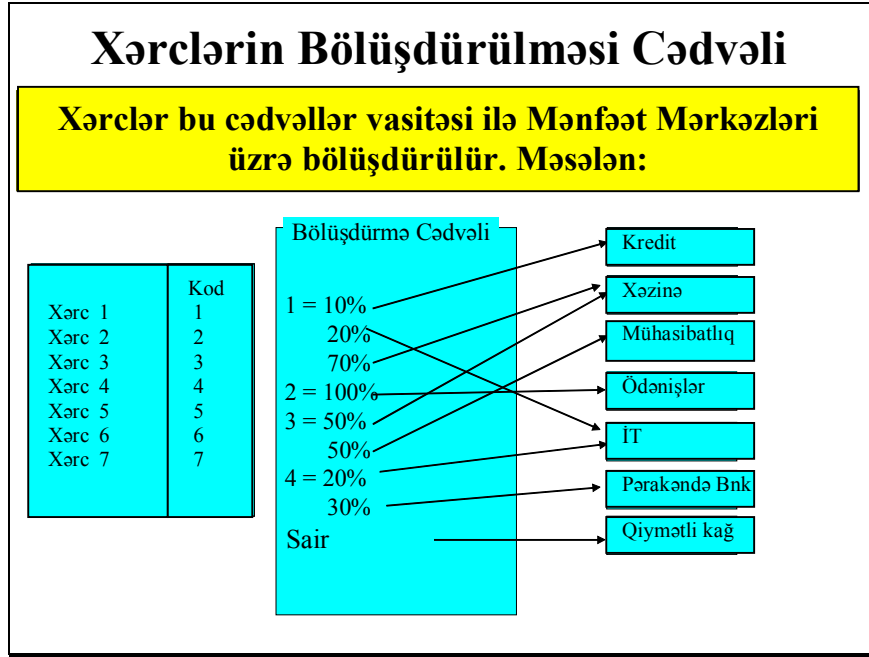 Xərclərin Bölüşdürülməsi Cədvəli
Xərclər bu cədvəllər vasitəsi ilə Mənfəət Mərkəzləri
üzrə bölüşdürülür. Məsələn:
Kod
Xərc 1 1
Xərc 2 2
Xərc 3 3
Xərc 4 4
Xərc 5 5
Xərc 6 6
Xərc 7 7
Bölüşdürmə Cədvəli
1 = 10%
20%
70%
2 = 100%
3 = 50%
50%
4 = 20%
30%
Sair
Kredit
Xəzinə
Mühasibatlıq
Ödənişlər
İT
Pərakəndə Bnk
Qiymətli kağ